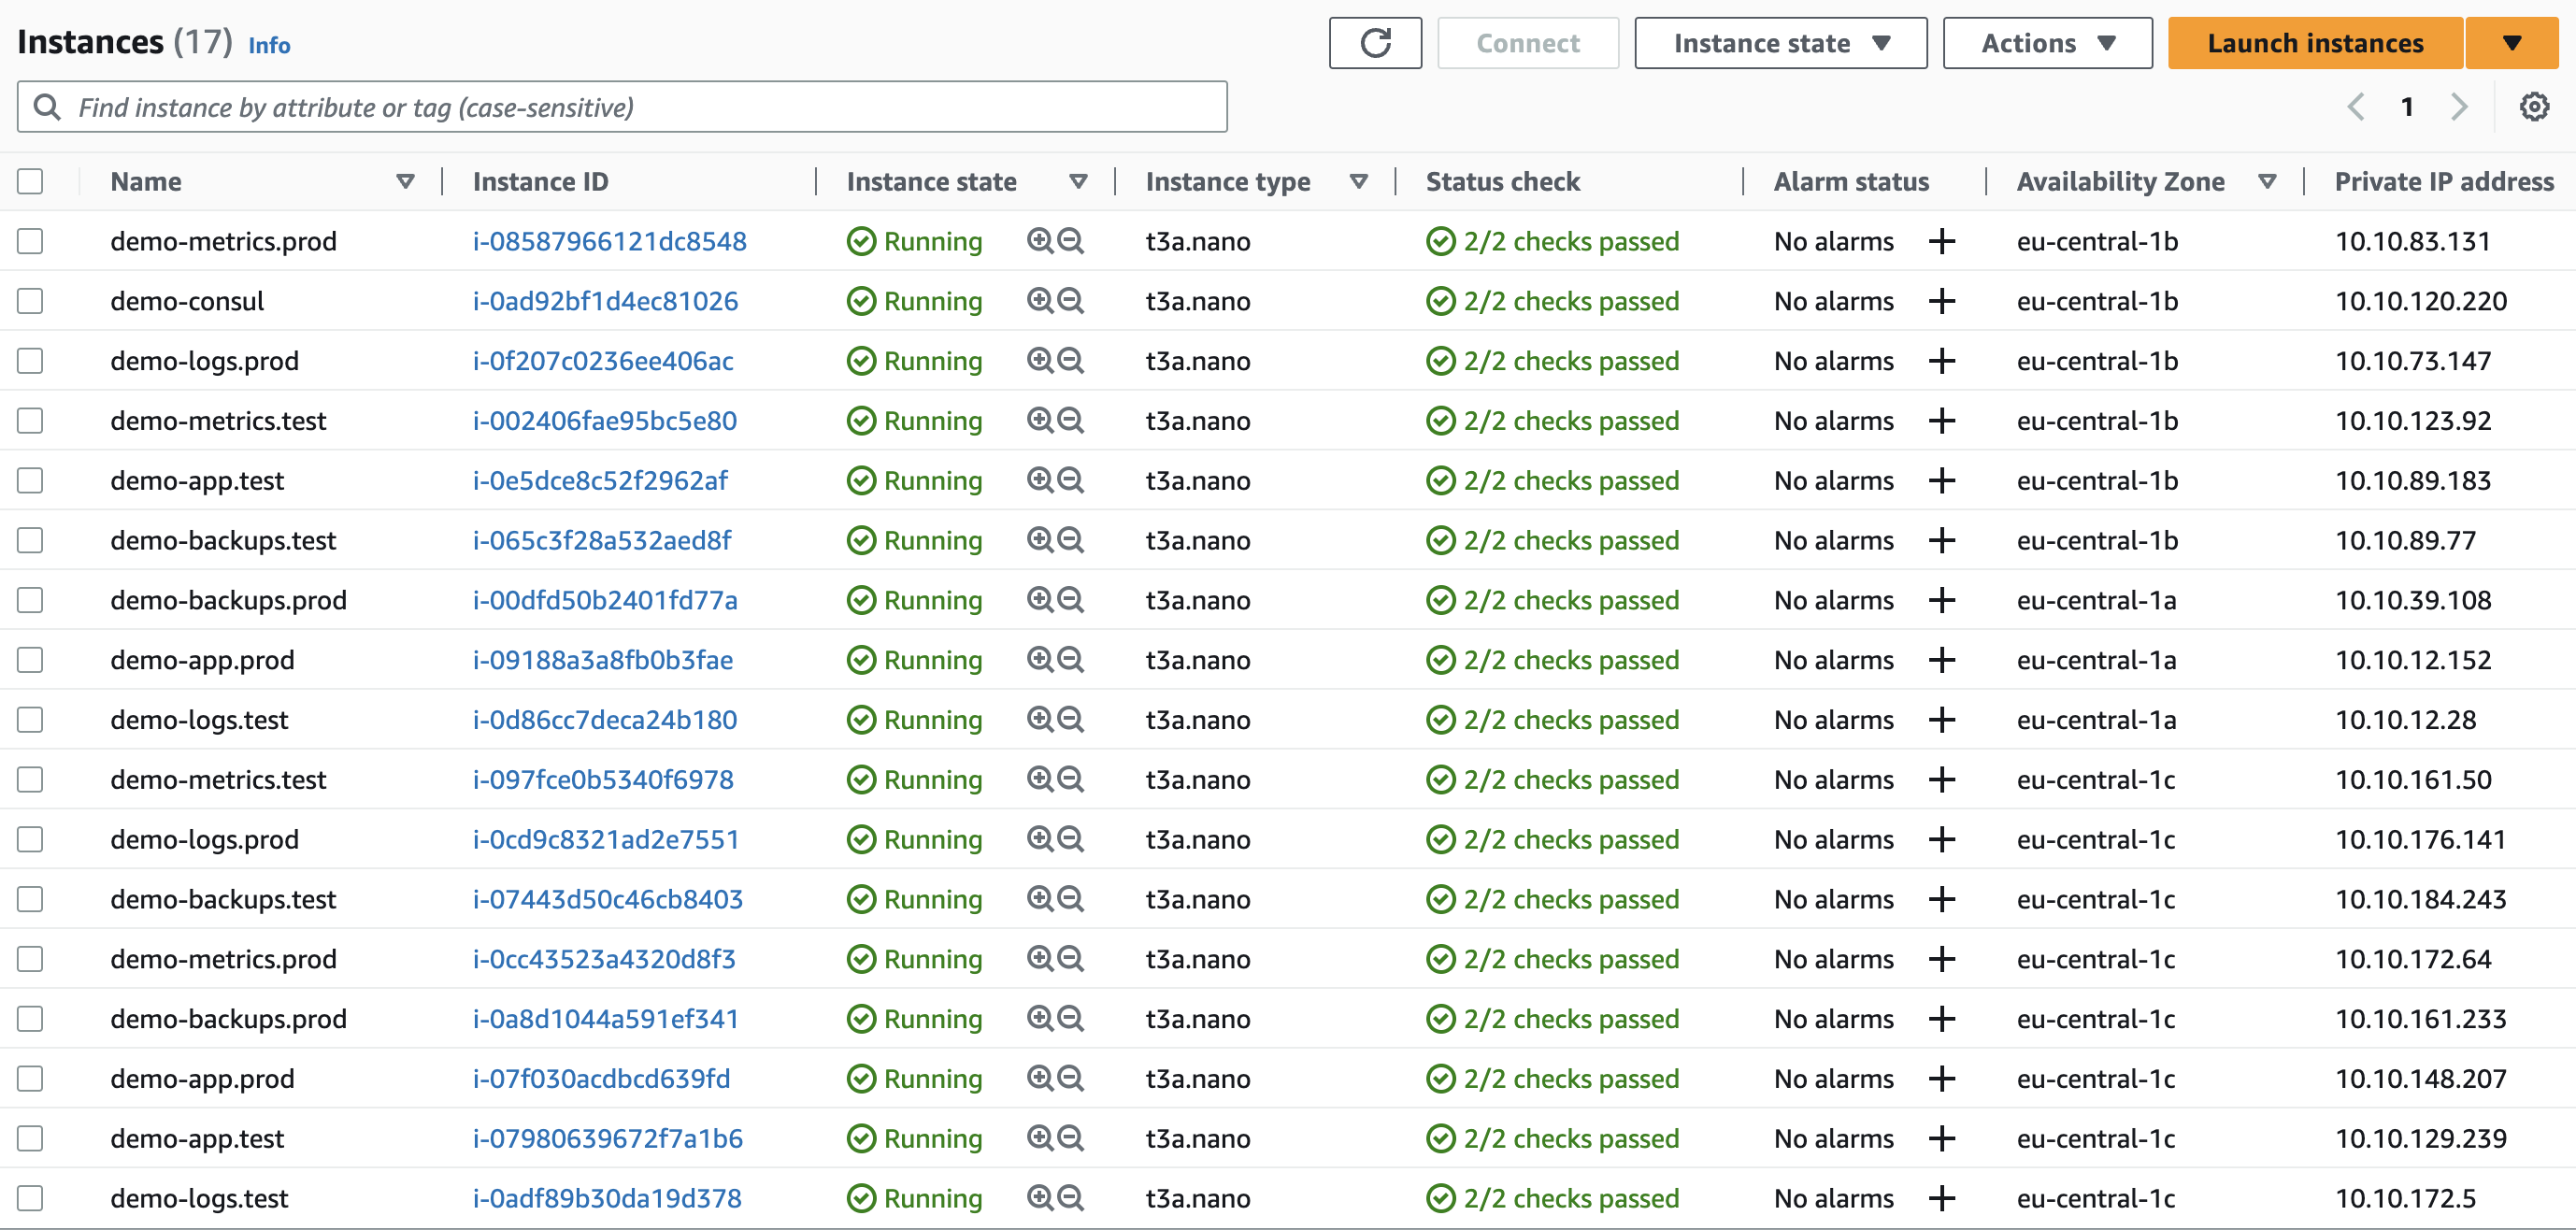 Instances (17) Info Connect Instance state Actions Launch instances
Find instance by attribute or tag (case-sensitive) 1
Name Instance ID Instance state Instance type Status check Alarm status Availability Zone Private IP address
demo-metrics.prod i-08587966121dc8548 Running t3a.nano 2/2 checks passed No alarms + eu-central-1b 10.10.83.131
demo-consul i-0ad92bf1d4ec81026 Running t3a.nano 2/2 checks passed No alarms + eu-central-1b 10.10.120.220
demo-logs.prod i-0f207c0236ee406ac Running t3a.nano 2/2 checks passed No alarms + eu-central-1b 10.10.73.147
demo-metrics.test i-002406fae95bc5e80 Running t3a.nano 2/2 checks passed No alarms + eu-central-1b 10.10.123.92
demo-app.test i-0e5dce8c52f2962af Running t3a.nano 2/2 checks passed No alarms + eu-central-1b 10.10.89.183
demo-backups.test i-065c3f28a532aed8f Running t3a.nano 2/2 checks passed No alarms + eu-central-1b 10.10.89.77
demo-backups.prod i-00dfd50b2401fd77a Running t3a.nano 2/2 checks passed No alarms + eu-central-1a 10.10.39.108
demo-app.prod i-09188a3a8fb0b3fae Running t3a.nano 2/2 checks passed No alarms + eu-central-1a 10.10.12.152
demo-logs.test i-0d86cc7deca24b180 Running t3a.nano 2/2 checks passed No alarms + eu-central-1a 10.10.12.28
demo-metrics.test i-097fce0b5340f6978 Running t3a.nano 2/2 checks passed No alarms + eu-central-1c 10.10.161.50
demo-logs.prod i-0cd9c8321ad2e7551 Running t3a.nano 2/2 checks passed No alarms + eu-central-1c 10.10.176.141
demo-backups.test i-07443d50c46cb8403 Running t3a.nano 2/2 checks passed No alarms + eu-central-1c 10.10.184.243
demo-metrics.prod i-0cc43523a4320d8f3 Running t3a.nano 2/2 checks passed No alarms + eu-central-1c 10.10.172.64
demo-backups.prod i-0a8d1044a591ef341 Running t3a.nano 2/2 checks passed No alarms + eu-central-1c 10.10.161.233
demo-app.prod i-07f030acdbcd639fd Running t3a.nano 2/2 checks passed No alarms + eu-central-1c 10.10.148.207
demo-app.test i-07980639672f7a1b6 Running t3a.nano 2/2 checks passed No alarms + eu-central-1c 10.10.129.239
demo-logs.test i-0adf89b30da19d378 Running t3a.nano 2/2 checks passed No alarms + eu-central-1c 10.10.172.5